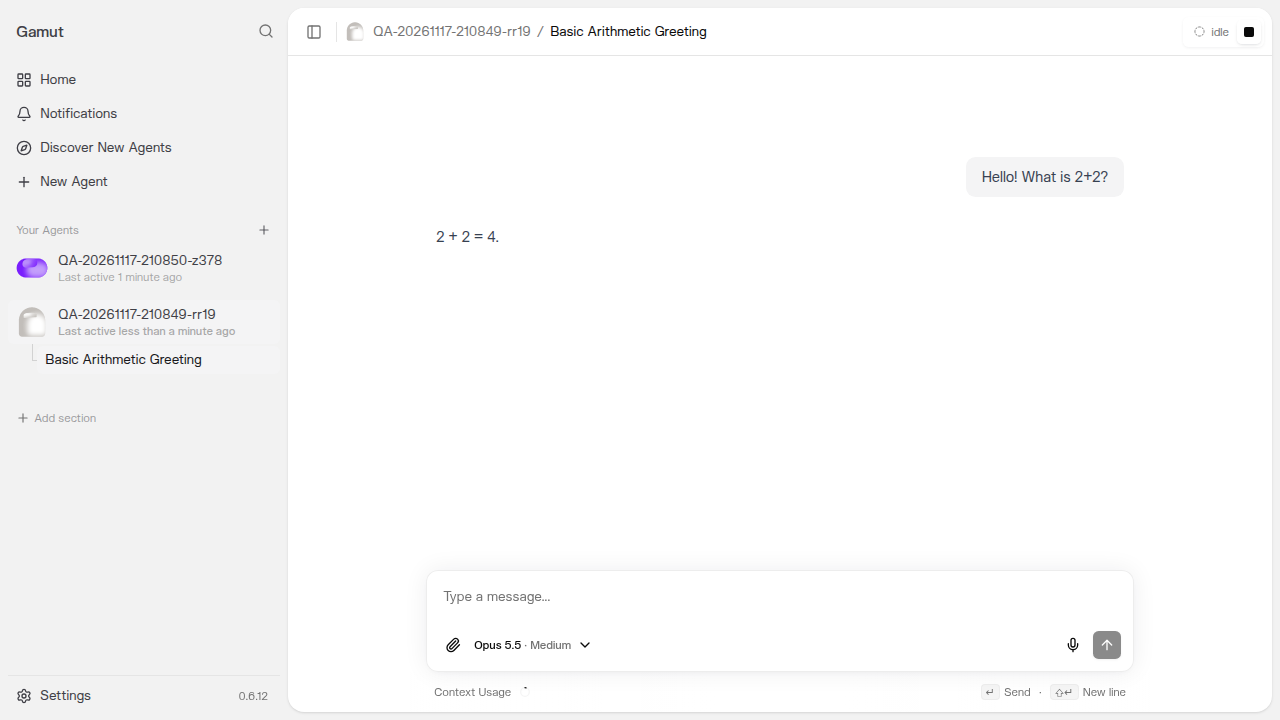 Gamut
Home
Notifications
Discover New Agents
New Agent
Your Agents
QA-20261117-210850-z378
Last active 1 minute ago
QA-20261117-210849-rr19
Last active less than a minute ago
Basic Arithmetic Greeting
Add section
Settings
0.6.12
QA-20261117-210849-rr19 / Basic Arithmetic Greeting
idle
Hello! What is 2+2?
2 + 2 = 4.
Type a message...
Opus 5.5 · Medium
Context Usage
Send · New line